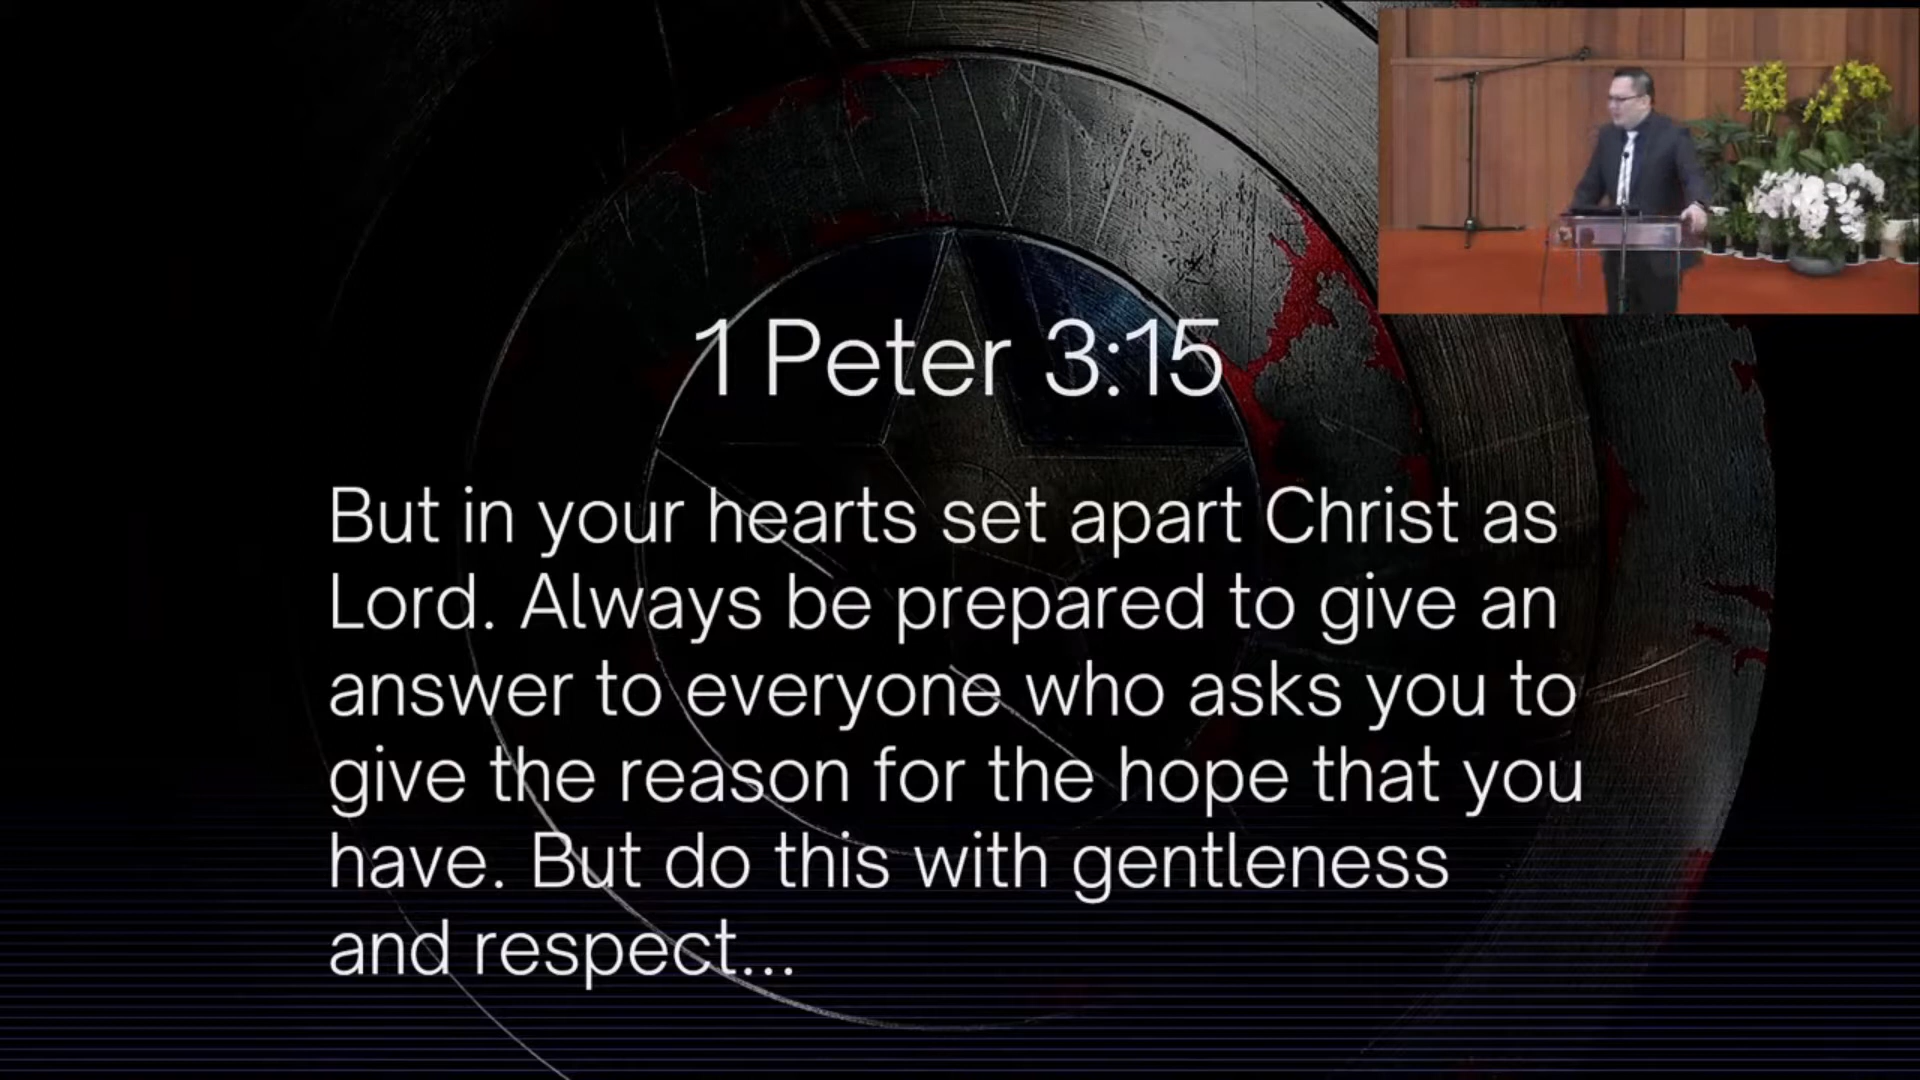 1 Peter 3:15
But in your hearts set apart Christ as
Lord. Always be prepared to give an
answer to everyone who asks you to
give the reason for the hope that you
have. But do this with gentleness
and respect...